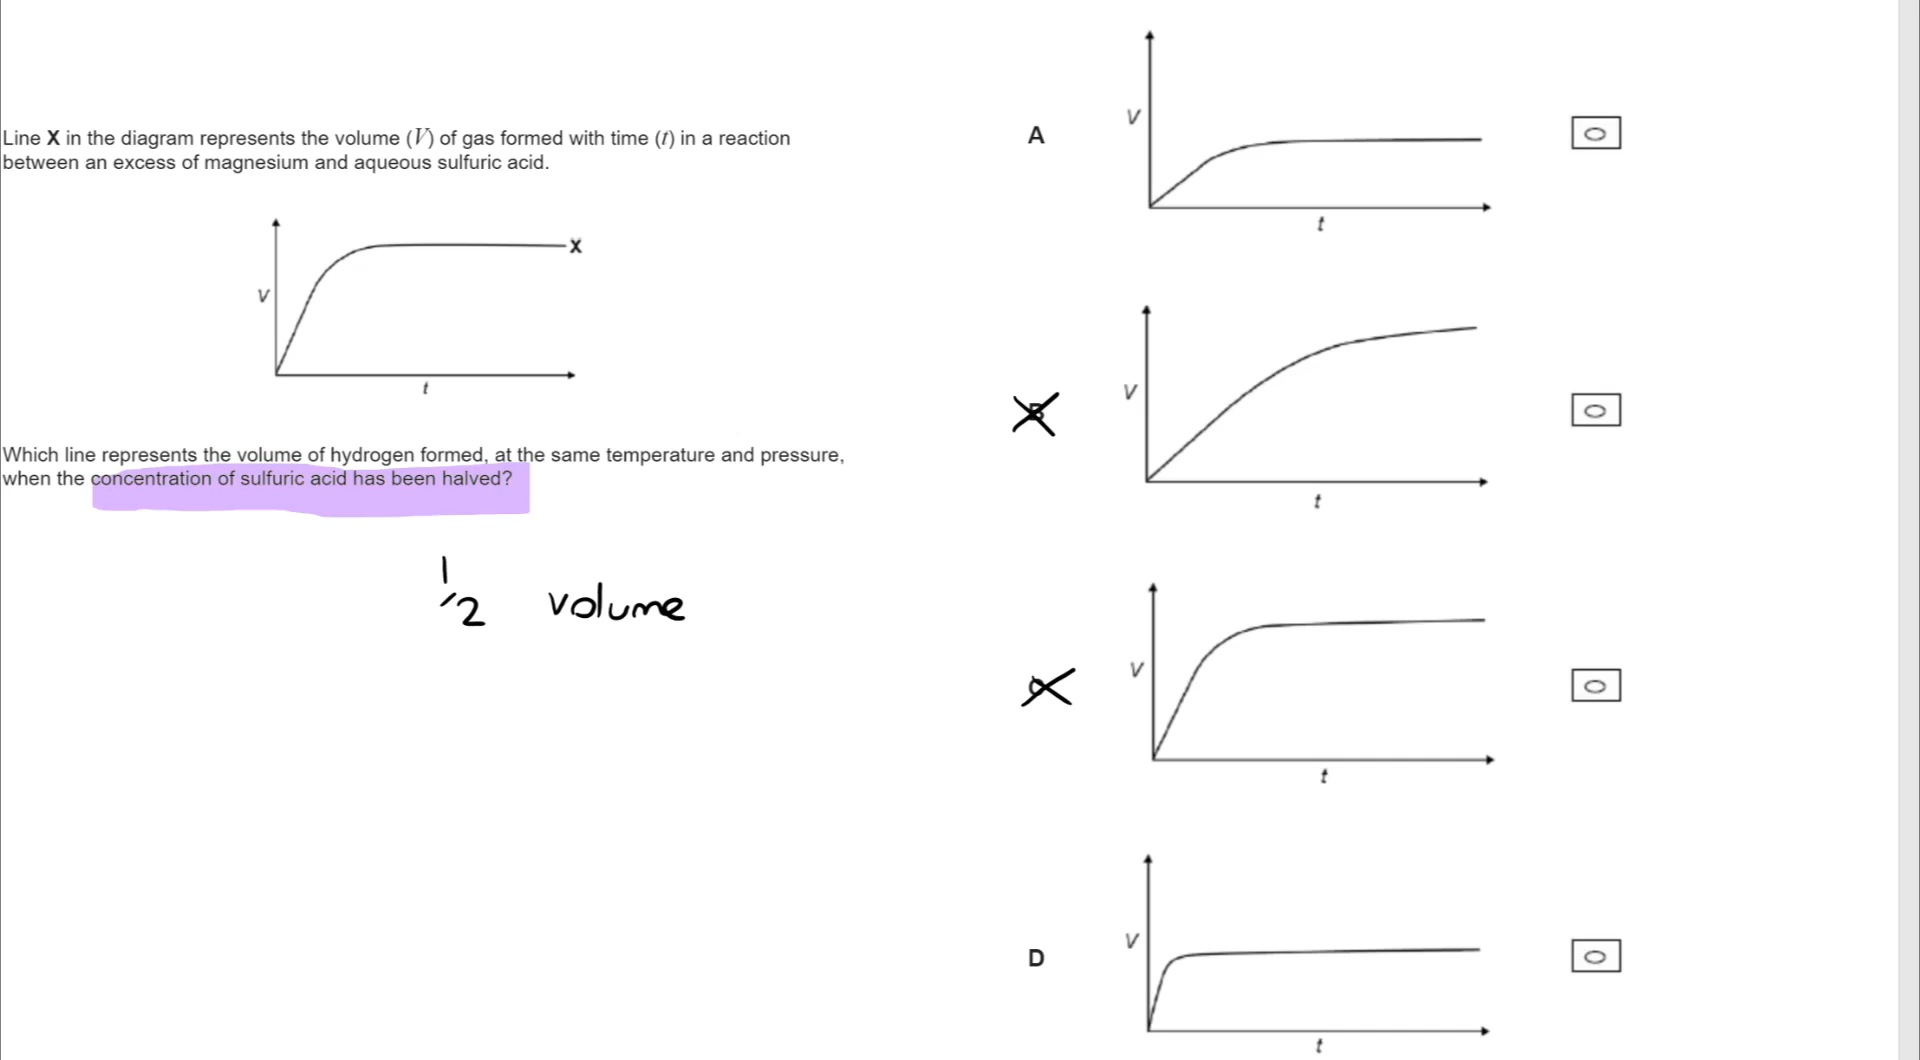 Line X in the diagram represents the volume (V) of gas formed with time (t) in a reaction
between an excess of magnesium and aqueous sulfuric acid.
X
V
t
Which line represents the volume of hydrogen formed, at the same temperature and pressure,
when the concentration of sulfuric acid has been halved?
1/2 volume
A
V
t
B
V
t
C
V
t
D
V
t